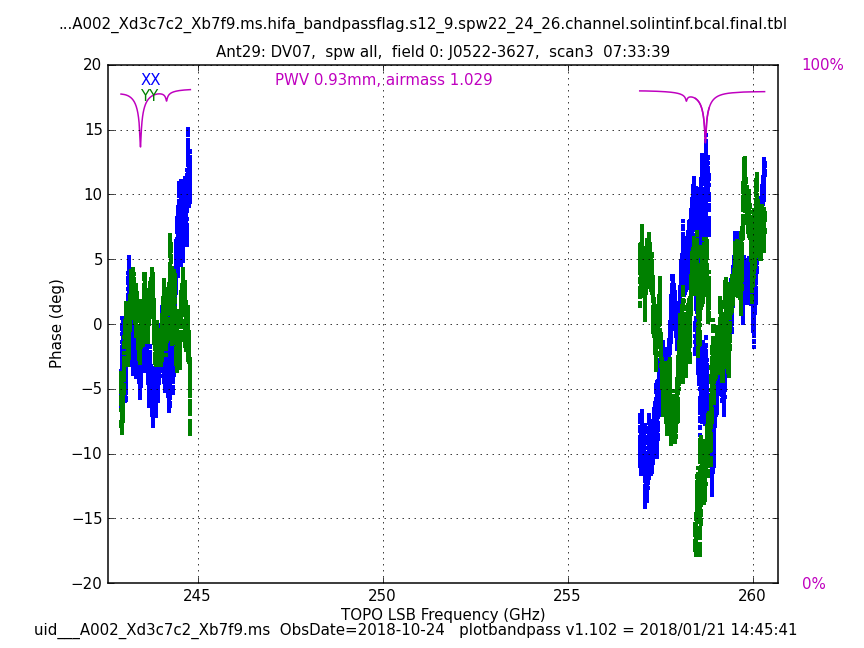 ...A002_Xd3c7c2_Xb7f9.ms.hifa_bandpassflag.s12_9.spw22_24_26.channel.solintinf.bcal.final.tbl
Ant29: DV07,  spw all,  field 0: J0522-3627,  scan3  07:33:39
20
100%
XX
PWV 0.93mm, airmass 1.029
YY
15
10
5
0
Phase (deg)
−5
−10
−15
−20
0%
245
250
255
260
TOPO LSB Frequency (GHz)
uid___A002_Xd3c7c2_Xb7f9.ms  ObsDate=2018-10-24   plotbandpass v1.102 = 2018/01/21 14:45:41